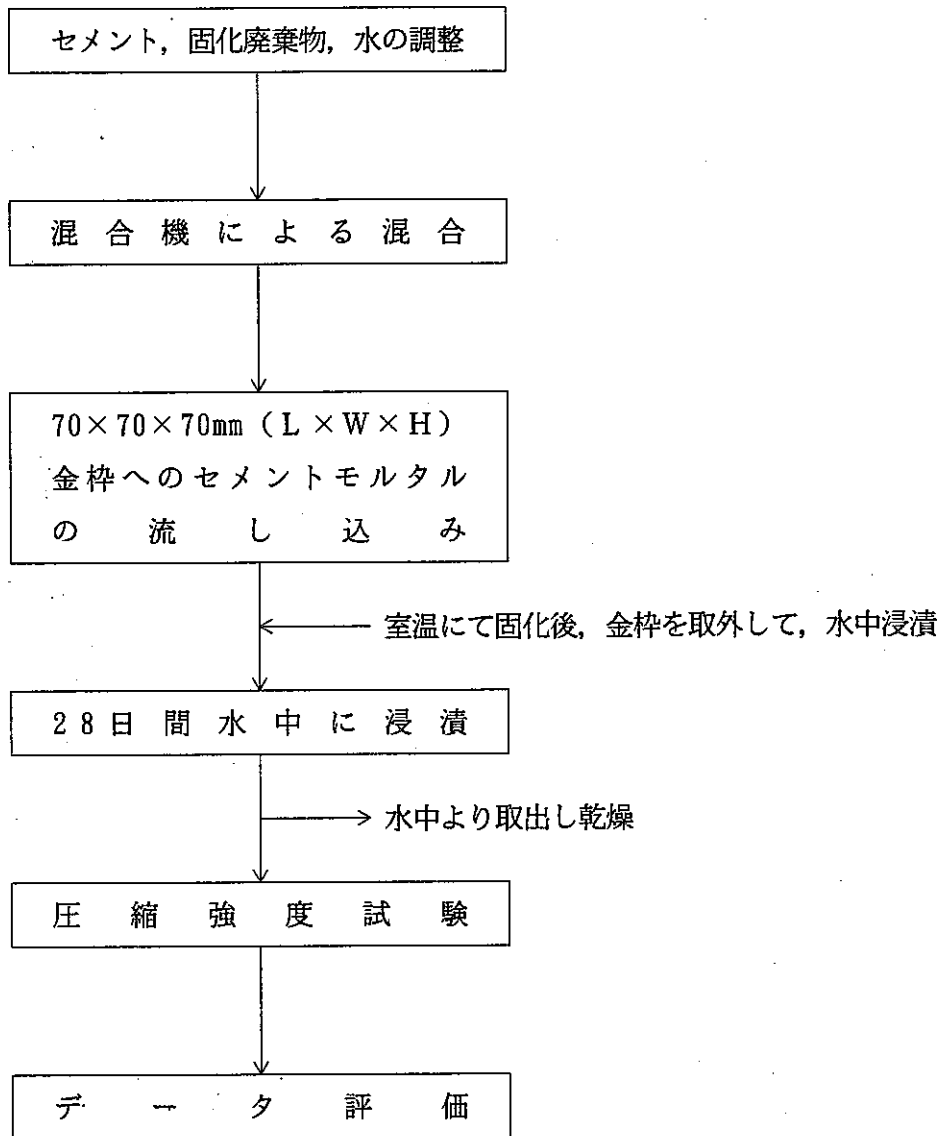 セメント，固化廃棄物，水の調整
混合機による混合
70×70×70mm（L×W×H）
金枠へのセメントモルタル
の流し込み
室温にて固化後，金枠を取外して，水中浸漬
28日間水中に浸漬
水中より取出し乾燥
圧縮強度試験
データ評価